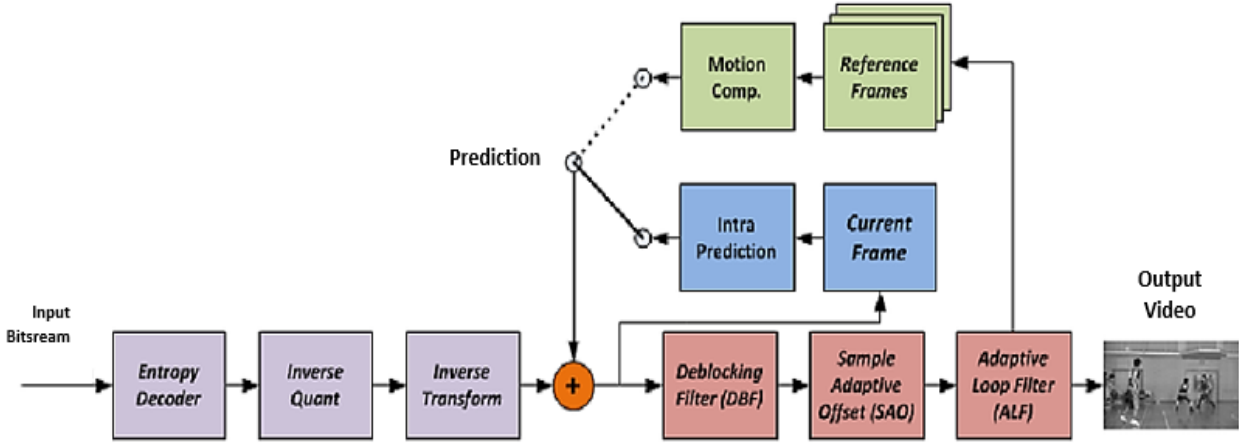 Motion
Comp.
Reference
Frames
Prediction
Intra
Prediction
Current
Frame
Output
Video
Input
Bitsream
Entropy
Decoder
Inverse
Quant
Inverse
Transform
+
Deblocking
Filter (DBF)
Sample
Adaptive
Offset (SAO)
Adaptive
Loop Filter
(ALF)